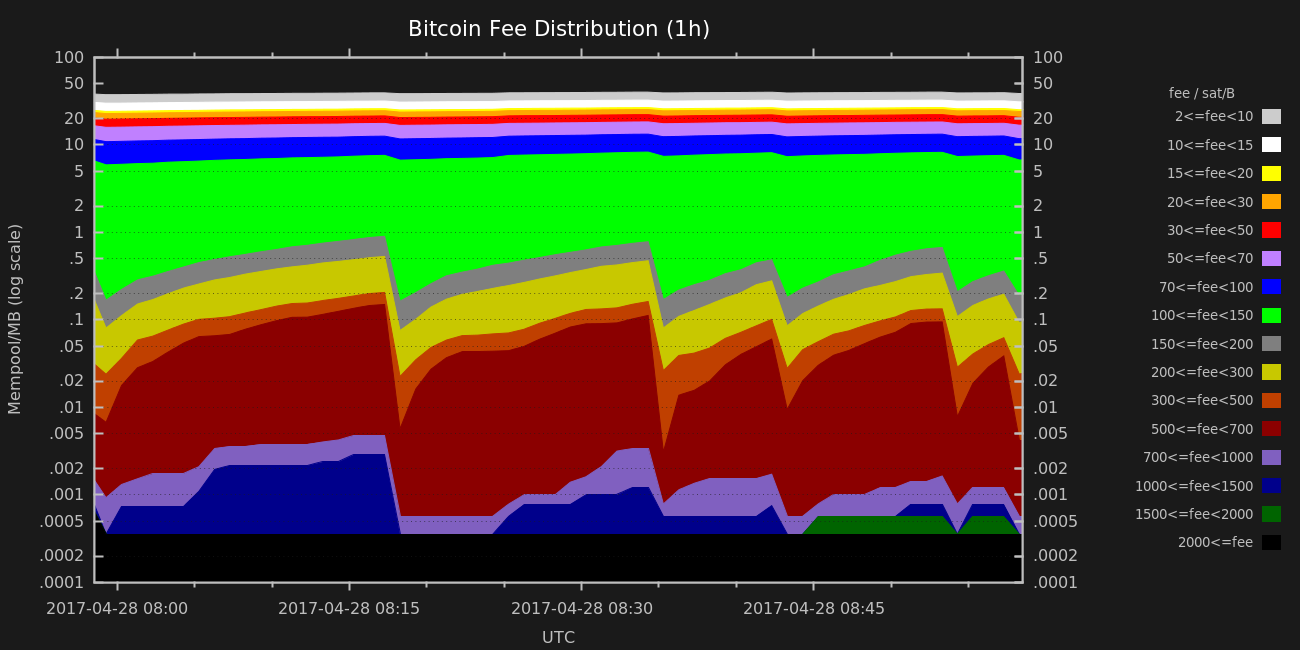 Bitcoin Fee Distribution (1h)
100 100
50 50
20 20
10 10
5 5
2 2
1 1
.5 .5
.2 .2
.1 .1
.05 .05
.02 .02
.01 .01
.005 .005
.002 .002
.001 .001
.0005 .0005
.0002 .0002
.0001 .0001
Mempool/MB (log scale)
2017-04-28 08:00 2017-04-28 08:15 2017-04-28 08:30 2017-04-28 08:45
UTC
fee / sat/B
2<=fee<10
10<=fee<15
15<=fee<20
20<=fee<30
30<=fee<50
50<=fee<70
70<=fee<100
100<=fee<150
150<=fee<200
200<=fee<300
300<=fee<500
500<=fee<700
700<=fee<1000
1000<=fee<1500
1500<=fee<2000
2000<=fee